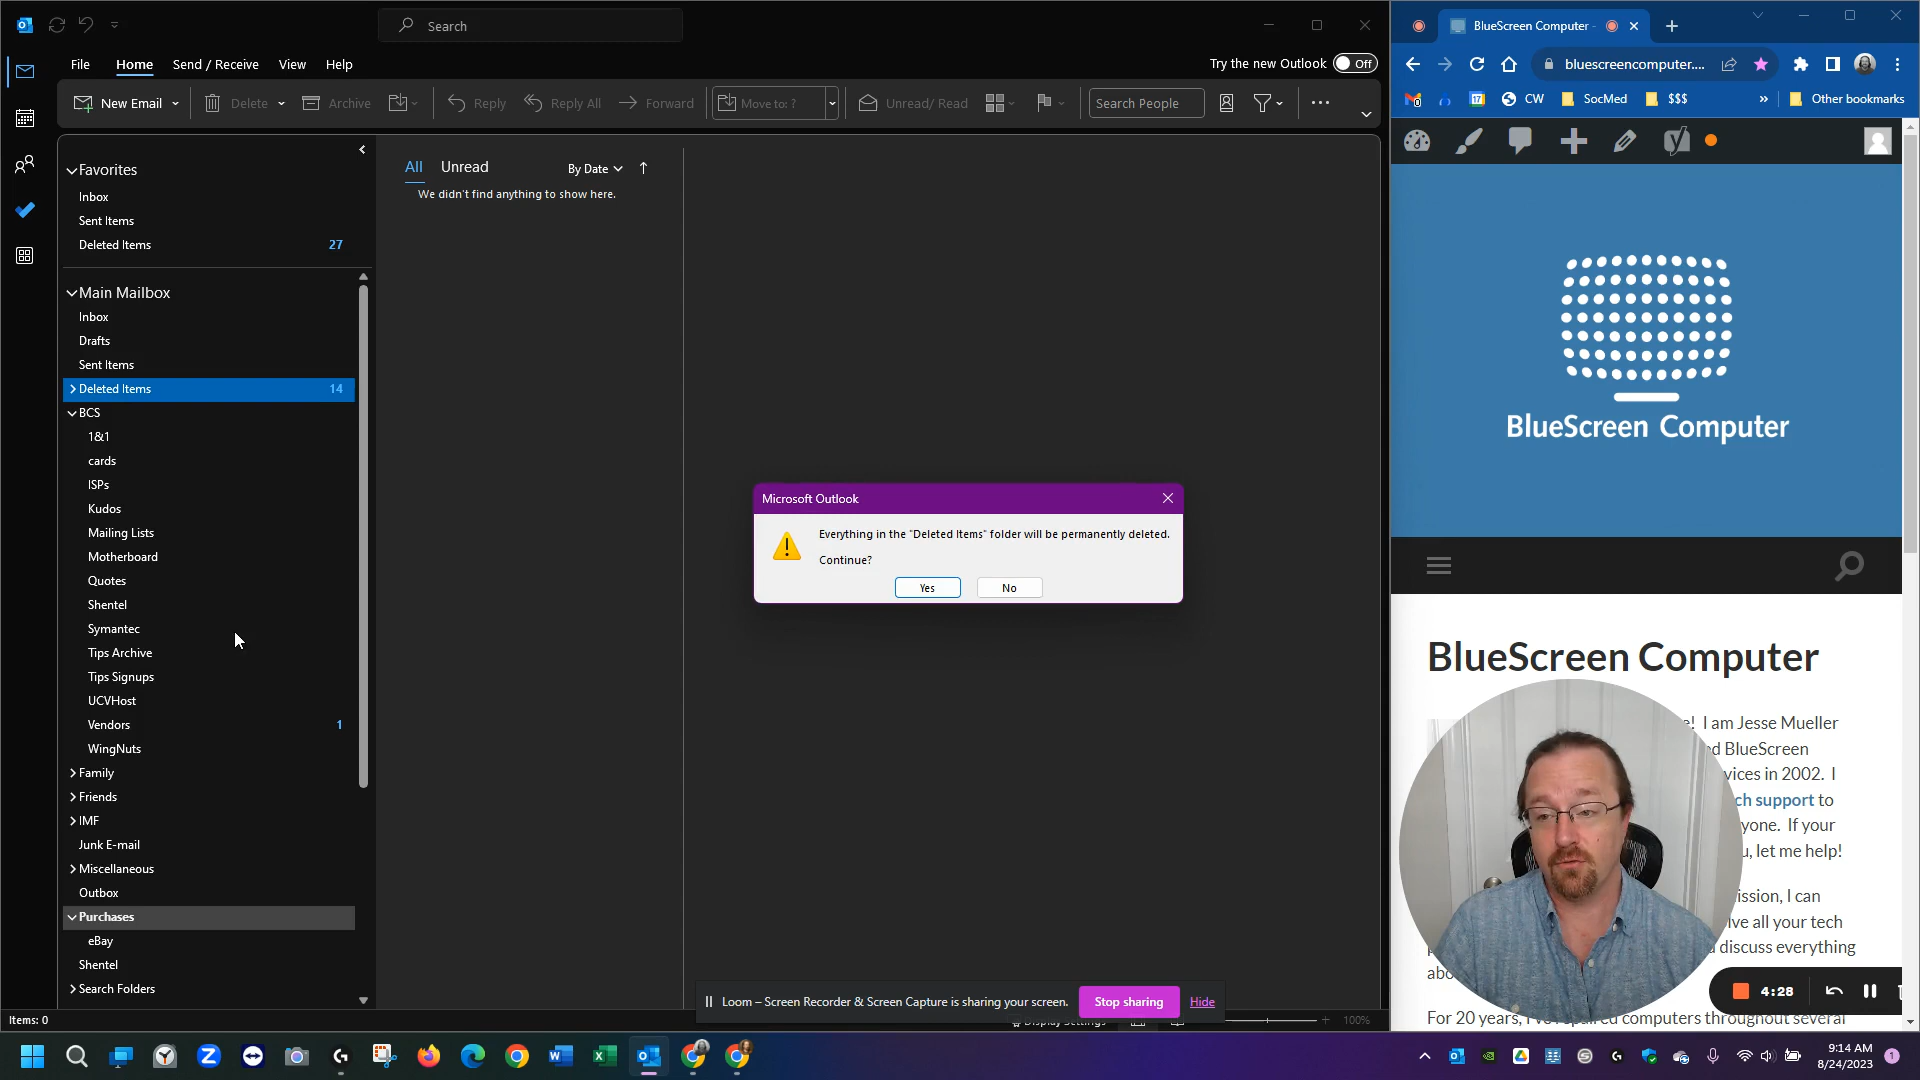 Search
File Home Send / Receive View Help
Try the new Outlook Off
New Email Delete Archive Reply Reply All Forward Move to: ? Unread/ Read Search People
Favorites
Inbox
Sent Items
Deleted Items 27
Main Mailbox
Inbox
Drafts
Sent Items
Deleted Items 14
BCS
1&1
cards
ISPs
Kudos
Mailing Lists
Motherboard
Quotes
Shentel
Symantec
Tips Archive
Tips Signups
UCVHost
Vendors 1
WingNuts
Family
Friends
IMF
Junk E-mail
Miscellaneous
Outbox
Purchases
eBay
Shentel
Search Folders
Items: 0
All Unread By Date
We didn't find anything to show here.
Microsoft Outlook
Everything in the "Deleted Items" folder will be permanently deleted.
Continue?
Yes No
Loom – Screen Recorder & Screen Capture is sharing your screen. Stop sharing Hide
Display Settings 100%
BlueScreen Computer -
bluescreencomputer....
CW SocMed $$$ » Other bookmarks
BlueScreen Computer
BlueScreen Computer
! I am Jesse Mueller
BlueScreen
in 2002. I
support to
If your
let me help!
I can
all your tech
discuss everything
For 20 years, computers throughout several
4:28
9:14 AM
8/24/2023
1